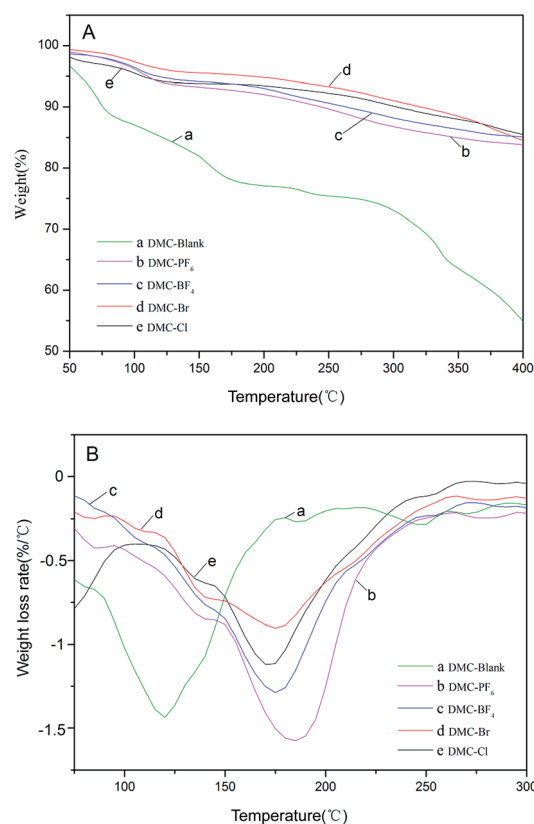 A
100
90
80
70
60
50
Weight(%)
e
d
c
b
a
a DMC-Blank
b DMC-PF₆
c DMC-BF₄
d DMC-Br
e DMC-Cl
50 100 150 200 250 300 350 400
Temperature(℃)
B
0
-0.5
-1
-1.5
Weight loss rate(%/℃)
c
d
e
a
b
a DMC-Blank
b DMC-PF₆
c DMC-BF₄
d DMC-Br
e DMC-Cl
100 150 200 250 300
Temperature(℃)